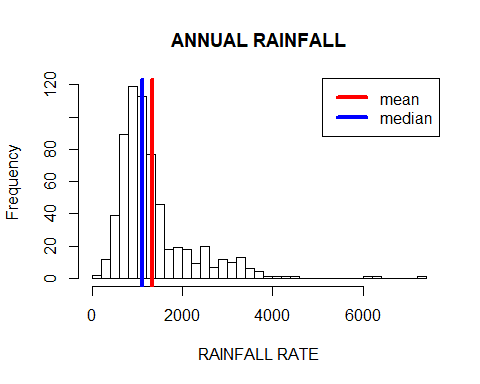 ANNUAL RAINFALL
mean
median
Frequency
120
80
60
40
20
0
0 2000 4000 6000
RAINFALL RATE